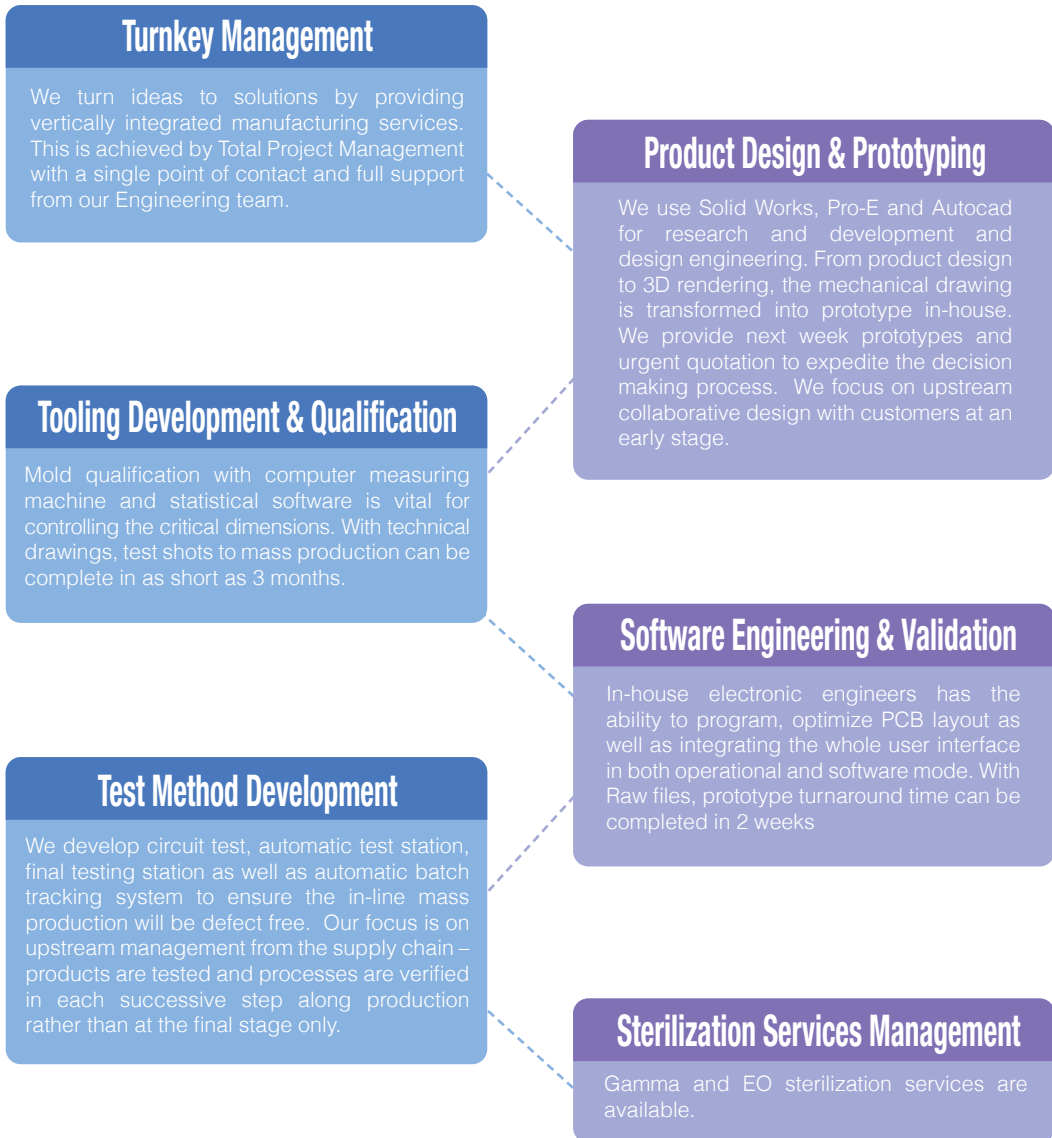 Turnkey Management
We turn ideas to solutions by providing
vertically integrated manufacturing services.
This is achieved by Total Project Management
with a single point of contact and full support
from our Engineering team.
Product Design & Prototyping
We use Solid Works, Pro-E and Autocad
for research and development and
design engineering. From product design
to 3D rendering, the mechanical drawing
is transformed into prototype in-house.
We provide next week prototypes and
urgent quotation to expedite the decision
making process. We focus on upstream
collaborative design with customers at an
early stage.
Tooling Development & Qualification
Mold qualification with computer measuring
machine and statistical software is vital for
controlling the critical dimensions. With technical
drawings, test shots to mass production can be
complete in as short as 3 months.
Software Engineering & Validation
In-house electronic engineers has the
ability to program, optimize PCB layout as
well as integrating the whole user interface
in both operational and software mode. With
Raw files, prototype turnaround time can be
completed in 2 weeks
Test Method Development
We develop circuit test, automatic test station,
final testing station as well as automatic batch
tracking system to ensure the in-line mass
production will be defect free. Our focus is on
upstream management from the supply chain –
products are tested and processes are verified
in each successive step along production
rather than at the final stage only.
Sterilization Services Management
Gamma and EO sterilization services are
available.